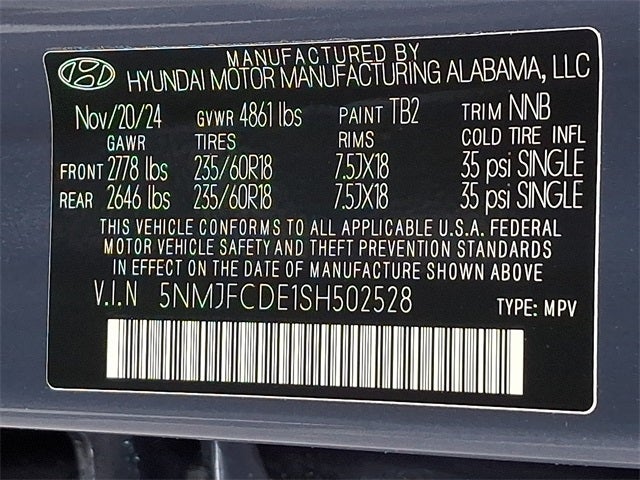 MANUFACTURED BY
HYUNDAI MOTOR MANUFACTURING ALABAMA, LLC
Nov/20/24 GVWR 4861 lbs PAINT TB2 TRIM NNB
GAWR TIRES RIMS COLD TIRE INFL
FRONT 2778 lbs 235/60R18 7.5JX18 35 psi SINGLE
REAR 2646 lbs 235/60R18 7.5JX18 35 psi SINGLE
THIS VEHICLE CONFORMS TO ALL APPLICABLE U.S.A. FEDERAL
MOTOR VEHICLE SAFETY AND THEFT PREVENTION STANDARDS
IN EFFECT ON THE DATE OF MANUFACTURE SHOWN ABOVE
V.I.N 5NMJFCDE1SH502528 TYPE: MPV